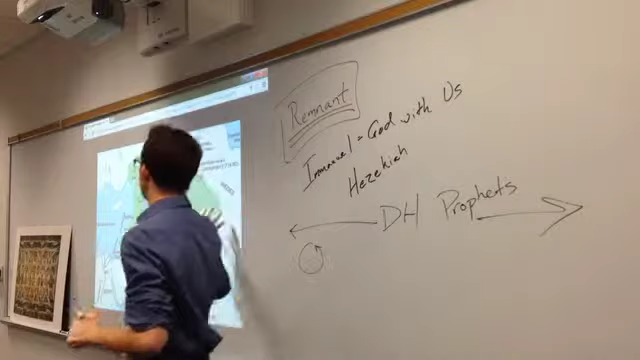 Remnant
Immanuel = God with Us
Hezekiah
DH Prophets